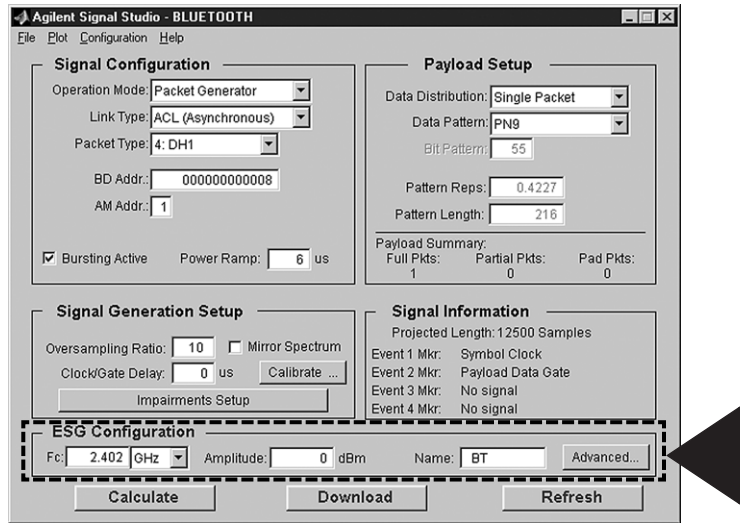 Agilent Signal Studio - BLUETOOTH
File Plot Configuration Help
Signal Configuration
Operation Mode: Packet Generator
Link Type: ACL (Asynchronous)
Packet Type: 4: DH1
BD Addr.: 000000000008
AM Addr.: 1
Bursting Active Power Ramp: 6 us
Payload Setup
Data Distribution: Single Packet
Data Pattern: PN9
Bit Pattern: 55
Pattern Reps: 0.4227
Pattern Length: 216
Payload Summary:
Full Pkts: Partial Pkts: Pad Pkts:
1 0 0
Signal Generation Setup
Oversampling Ratio: 10 Mirror Spectrum
Clock/Gate Delay: 0 us Calibrate ...
Impairments Setup
Signal Information
Projected Length: 12500 Samples
Event 1 Mkr: Symbol Clock
Event 2 Mkr: Payload Data Gate
Event 3 Mkr: No signal
Event 4 Mkr: No signal
ESG Configuration
Fc: 2.402 GHz Amplitude: 0 dBm Name: BT Advanced...
Calculate Download Refresh